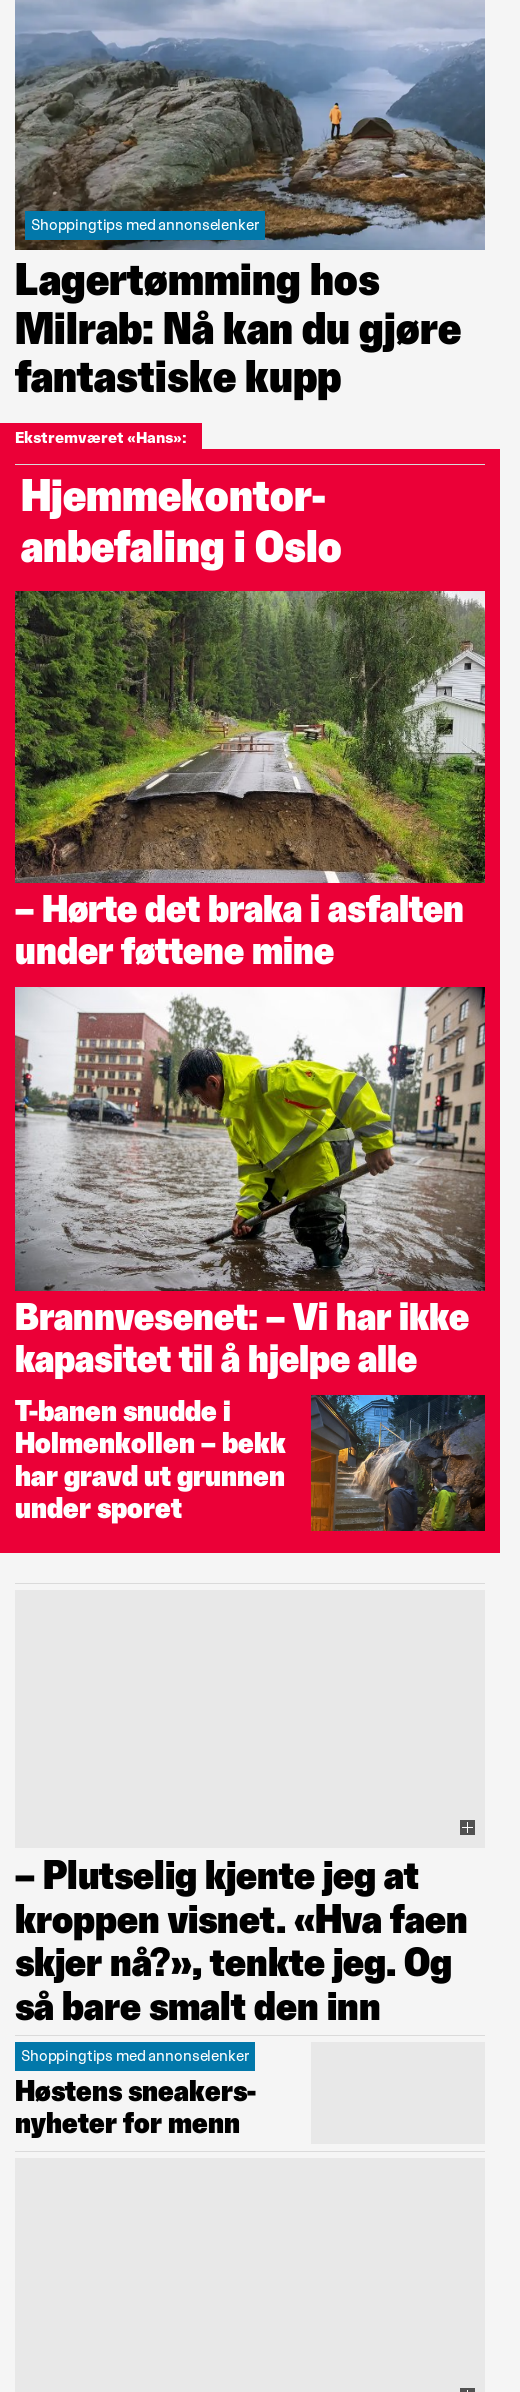 Shoppingtips med annonselenker
Lagertømming hos
Milrab: Nå kan du gjøre
fantastiske kupp
Ekstremværet «Hans»:
Hjemmekontor-
anbefaling i Oslo
– Hørte det braka i asfalten
under føttene mine
Brannvesenet: – Vi har ikke
kapasitet til å hjelpe alle
T-banen snudde i
Holmenkollen – bekk
har gravd ut grunnen
under sporet
– Plutselig kjente jeg at
kroppen visnet. «Hva faen
skjer nå?», tenkte jeg. Og
så bare smalt den inn
Shoppingtips med annonselenker
Høstens sneakers-
nyheter for menn